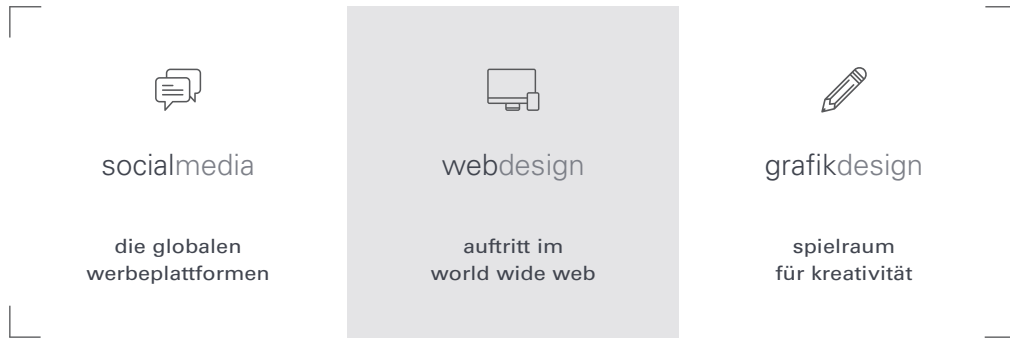 socialmedia
die globalen
werbeplattformen
webdesign
auftritt im
world wide web
grafikdesign
spielraum
für kreativität